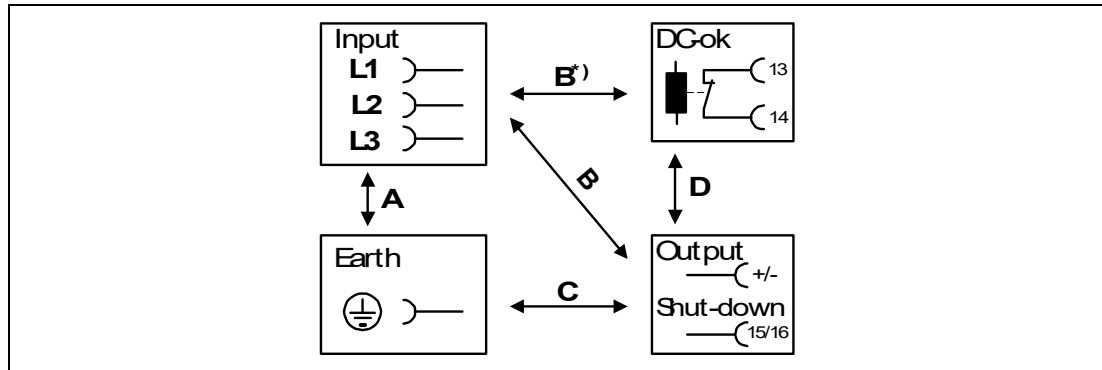 Input
L1
L2
L3
B*)
DC-ok
13
14
A
B
D
Earth
C
Output
+/-
Shut-down
15/16